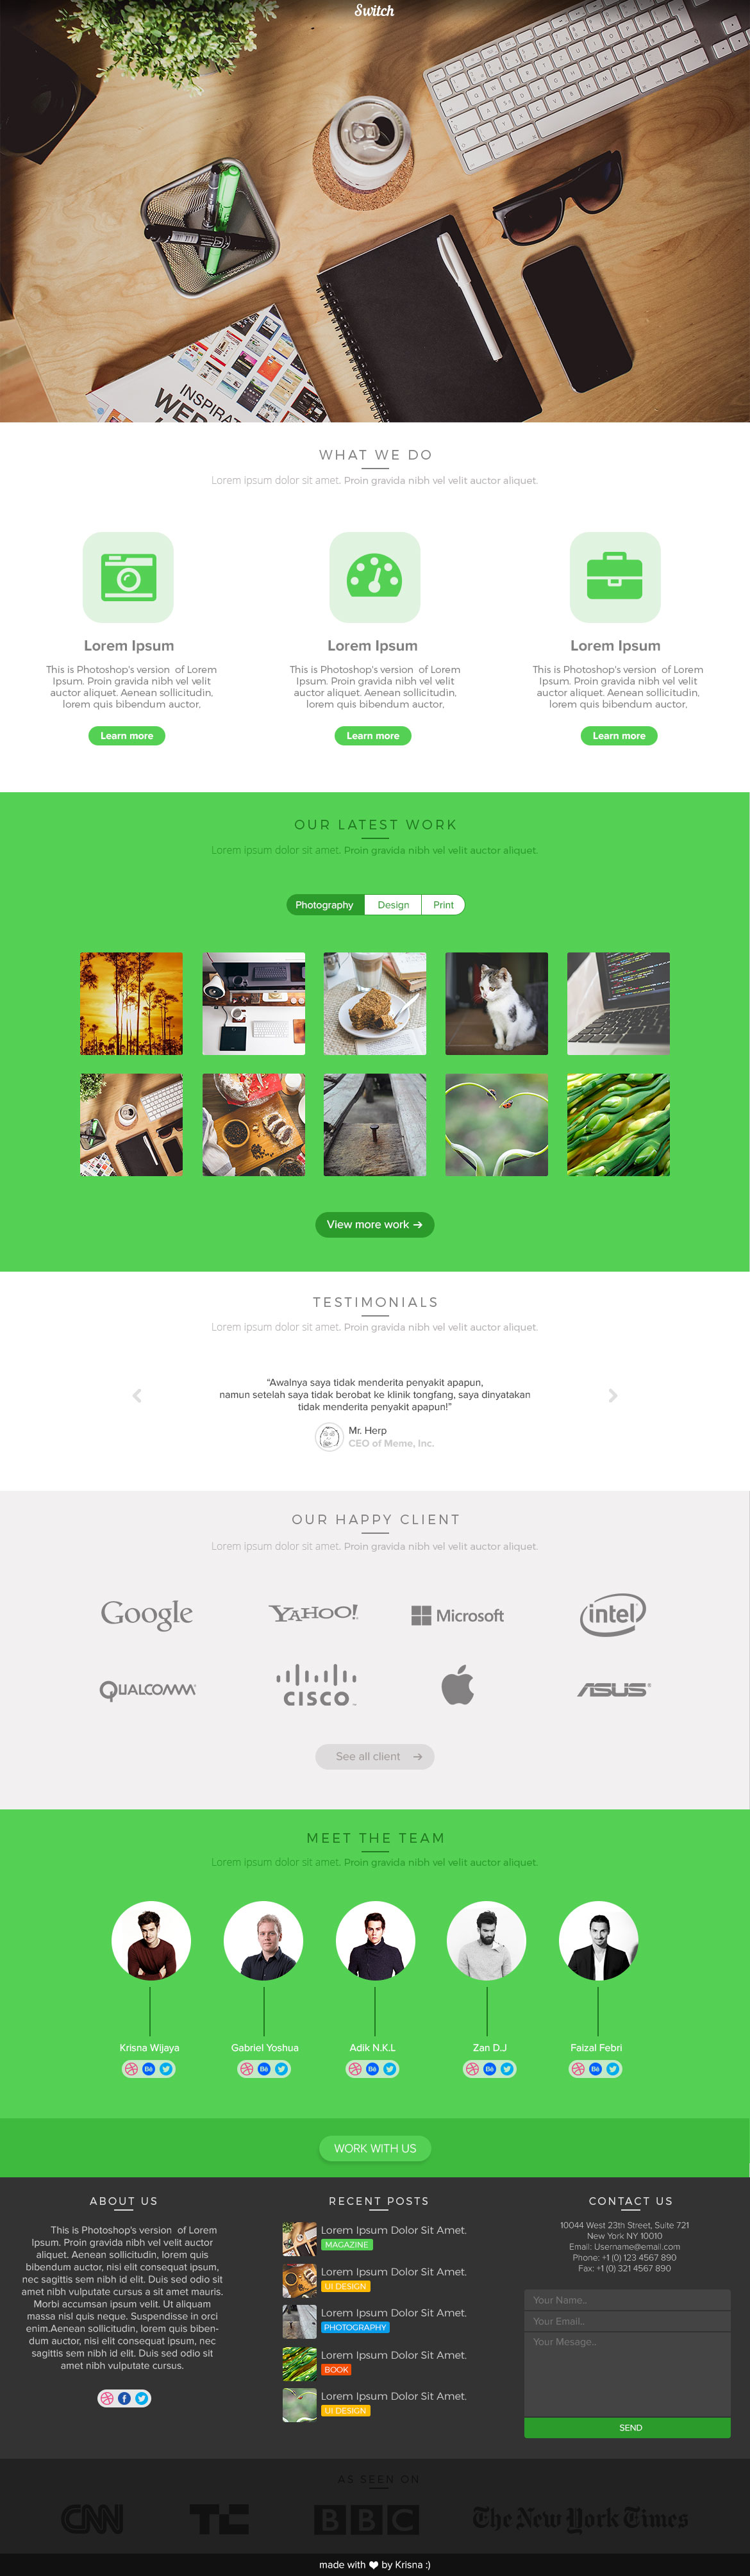 Switch
INSPIRAT
WEB
WHAT WE DO
Lorem ipsum dolor sit amet. Proin gravida nibh vel velit auctor aliquet.
Lorem Ipsum
This is Photoshop's version of Lorem
Ipsum. Proin gravida nibh vel velit
auctor aliquet. Aenean sollicitudin,
lorem quis bibendum auctor,
Learn more
Lorem Ipsum
This is Photoshop's version of Lorem
Ipsum. Proin gravida nibh vel velit
auctor aliquet. Aenean sollicitudin,
lorem quis bibendum auctor,
Learn more
Lorem Ipsum
This is Photoshop's version of Lorem
Ipsum. Proin gravida nibh vel velit
auctor aliquet. Aenean sollicitudin,
lorem quis bibendum auctor,
Learn more
OUR LATEST WORK
Lorem ipsum dolor sit amet. Proin gravida nibh vel velit auctor aliquet.
Photography Design Print
View more work →
TESTIMONIALS
Lorem ipsum dolor sit amet. Proin gravida nibh vel velit auctor aliquet.
“Awalnya saya tidak menderita penyakit apapun,
namun setelah saya tidak berobat ke klinik tongfang, saya dinyatakan
tidak menderita penyakit apapun!”
Mr. Herp
CEO of Meme, Inc.
OUR HAPPY CLIENT
Lorem ipsum dolor sit amet. Proin gravida nibh vel velit auctor aliquet.
Google YAHOO! Microsoft intel
QUALCOMM CISCO ASUS
See all client →
MEET THE TEAM
Lorem ipsum dolor sit amet. Proin gravida nibh vel velit auctor aliquet.
Krisna Wijaya Gabriel Yoshua Adik N.K.L Zan D.J Faizal Febri
WORK WITH US
ABOUT US
This is Photoshop's version of Lorem
Ipsum. Proin gravida nibh vel velit auctor
aliquet. Aenean sollicitudin, lorem quis
bibendum auctor, nisi elit consequat ipsum,
nec sagittis sem nibh id elit. Duis sed odio sit
amet nibh vulputate cursus a sit amet mauris.
Morbi accumsan ipsum velit. Ut aliquam
massa nisl quis neque. Suspendisse in orci
enim.Aenean sollicitudin, lorem quis biben-
dum auctor, nisi elit consequat ipsum, nec
sagittis sem nibh id elit. Duis sed odio sit
amet nibh vulputate cursus.
RECENT POSTS
Lorem Ipsum Dolor Sit Amet.
MAGAZINE
Lorem Ipsum Dolor Sit Amet.
UI DESIGN
Lorem Ipsum Dolor Sit Amet.
PHOTOGRAPHY
Lorem Ipsum Dolor Sit Amet.
BOOK
Lorem Ipsum Dolor Sit Amet.
UI DESIGN
CONTACT US
10044 West 23th Street, Suite 721
New York NY 10010
Email: Username@email.com
Phone: +1 (0) 123 4567 890
Fax: +1 (0) 321 4567 890
Your Name..
Your Email..
Your Mesage..
SEND
AS SEEN ON
CNN TC BBC The New York Times
made with ❤ by Krisna :)